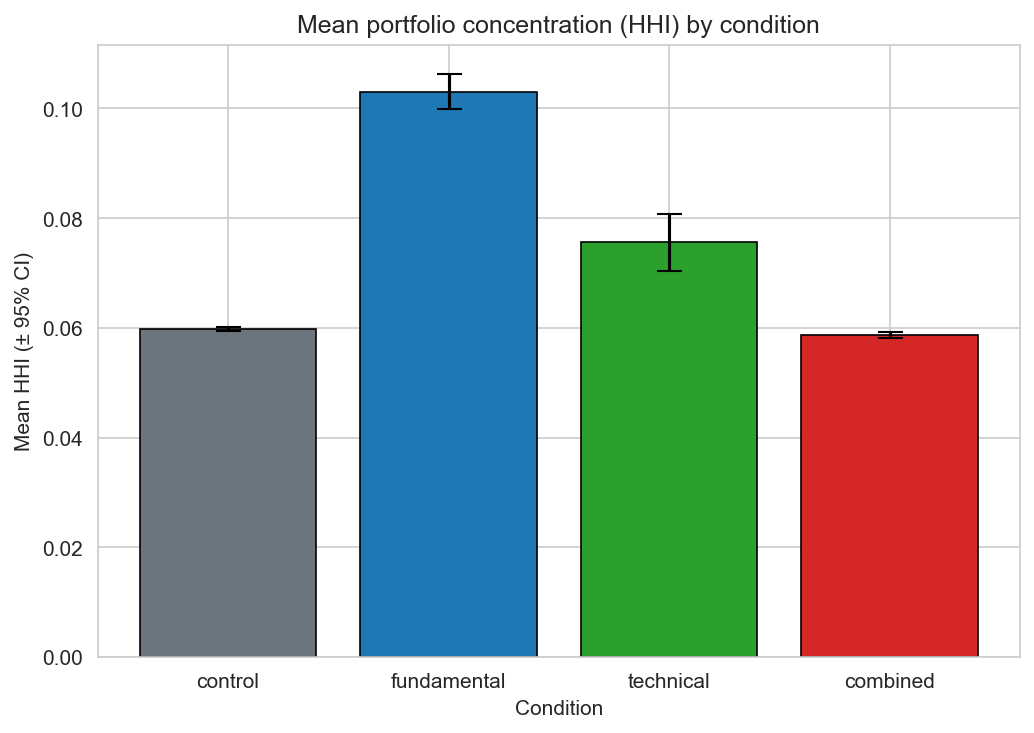 Mean portfolio concentration (HHI) by condition
Mean HHI (± 95% CI)
0.10
0.08
0.06
0.04
0.02
0.00
control fundamental technical combined
Condition